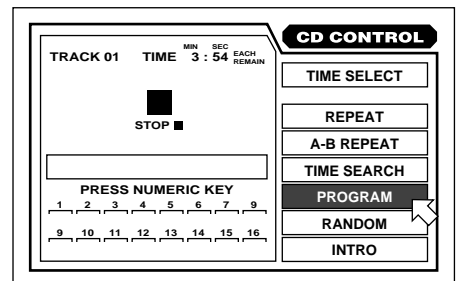 CD CONTROL
TRACK 01 TIME MIN 3 : SEC 54 EACH REMAIN
STOP
PRESS NUMERIC KEY
1 2 3 4 5 6 7 9
9 10 11 12 13 14 15 16
TIME SELECT
REPEAT
A-B REPEAT
TIME SEARCH
PROGRAM
RANDOM
INTRO